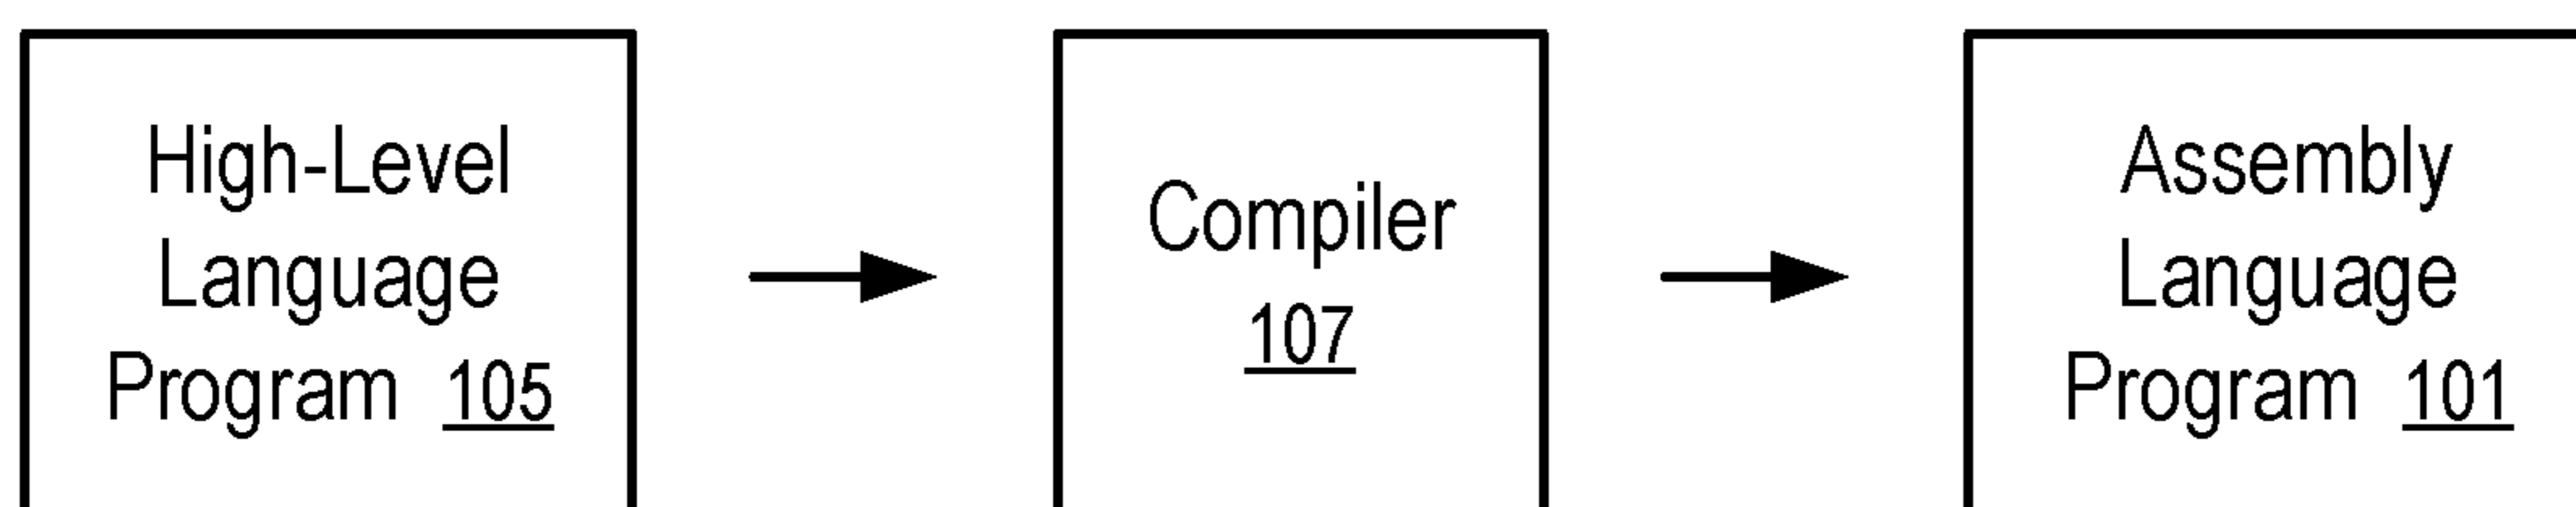 High-Level
Language
Program 105
Compiler
107
Assembly
Language
Program 101